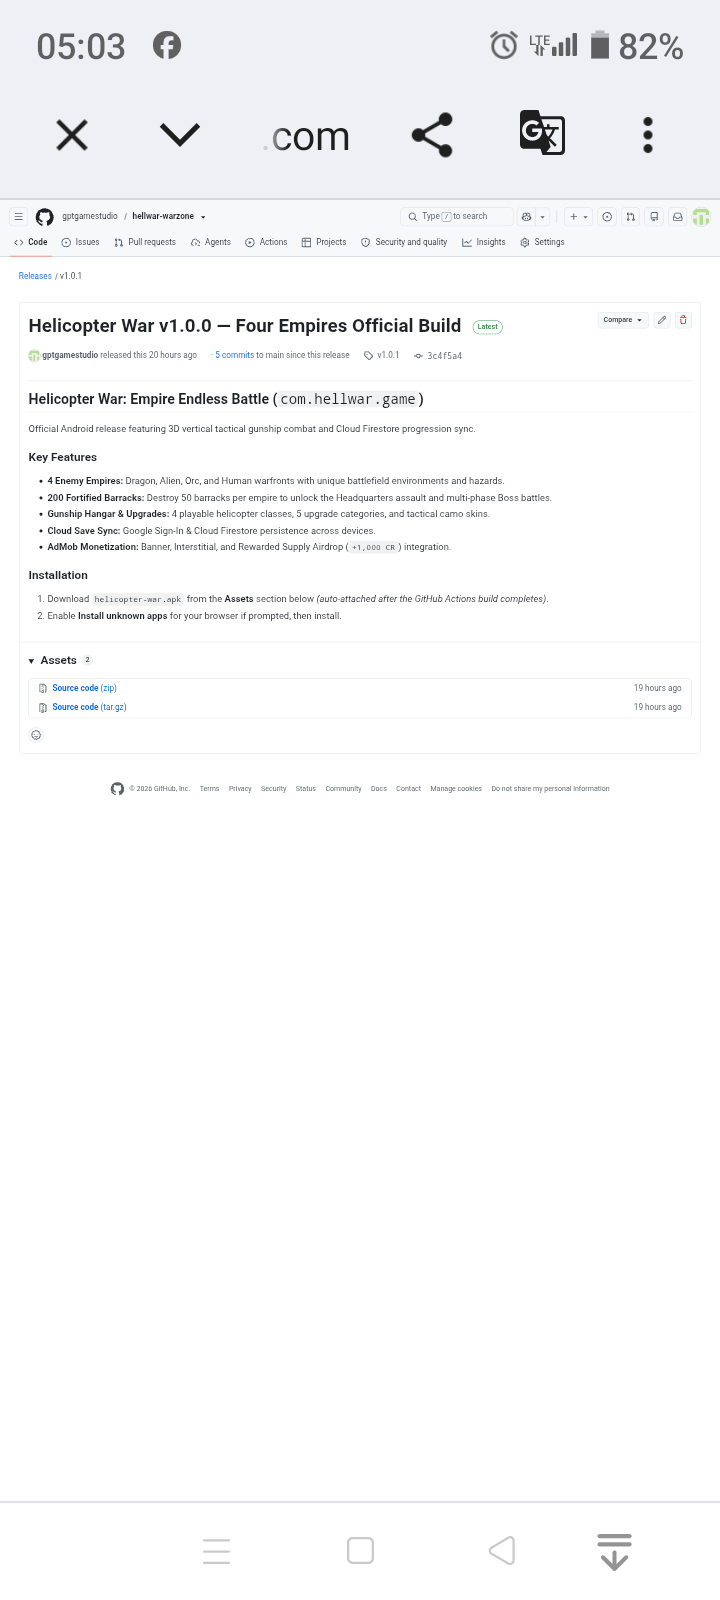 05:03 LTE 82%
.com
gptgamestudio / hellwar-warzone Type / to search
Code Issues Pull requests Agents Actions Projects Security and quality Insights Settings
Releases / v1.0.1
Helicopter War v1.0.0 — Four Empires Official Build Latest Compare
gptgamestudio released this 20 hours ago · 5 commits to main since this release v1.0.1 3c4f5a4
Helicopter War: Empire Endless Battle (com.hellwar.game)
Official Android release featuring 3D vertical tactical gunship combat and Cloud Firestore progression sync.
Key Features
• 4 Enemy Empires: Dragon, Alien, Orc, and Human warfronts with unique battlefield environments and hazards.
• 200 Fortified Barracks: Destroy 50 barracks per empire to unlock the Headquarters assault and multi-phase Boss battles.
• Gunship Hangar & Upgrades: 4 playable helicopter classes, 5 upgrade categories, and tactical camo skins.
• Cloud Save Sync: Google Sign-In & Cloud Firestore persistence across devices.
• AdMob Monetization: Banner, Interstitial, and Rewarded Supply Airdrop (+1,000 CR) integration.
Installation
1. Download helicopter-war.apk from the Assets section below (auto-attached after the GitHub Actions build completes).
2. Enable Install unknown apps for your browser if prompted, then install.
Assets 2
Source code (zip) 19 hours ago
Source code (tar.gz) 19 hours ago
© 2026 GitHub, Inc. Terms Privacy Security Status Community Docs Contact Manage cookies Do not share my personal information